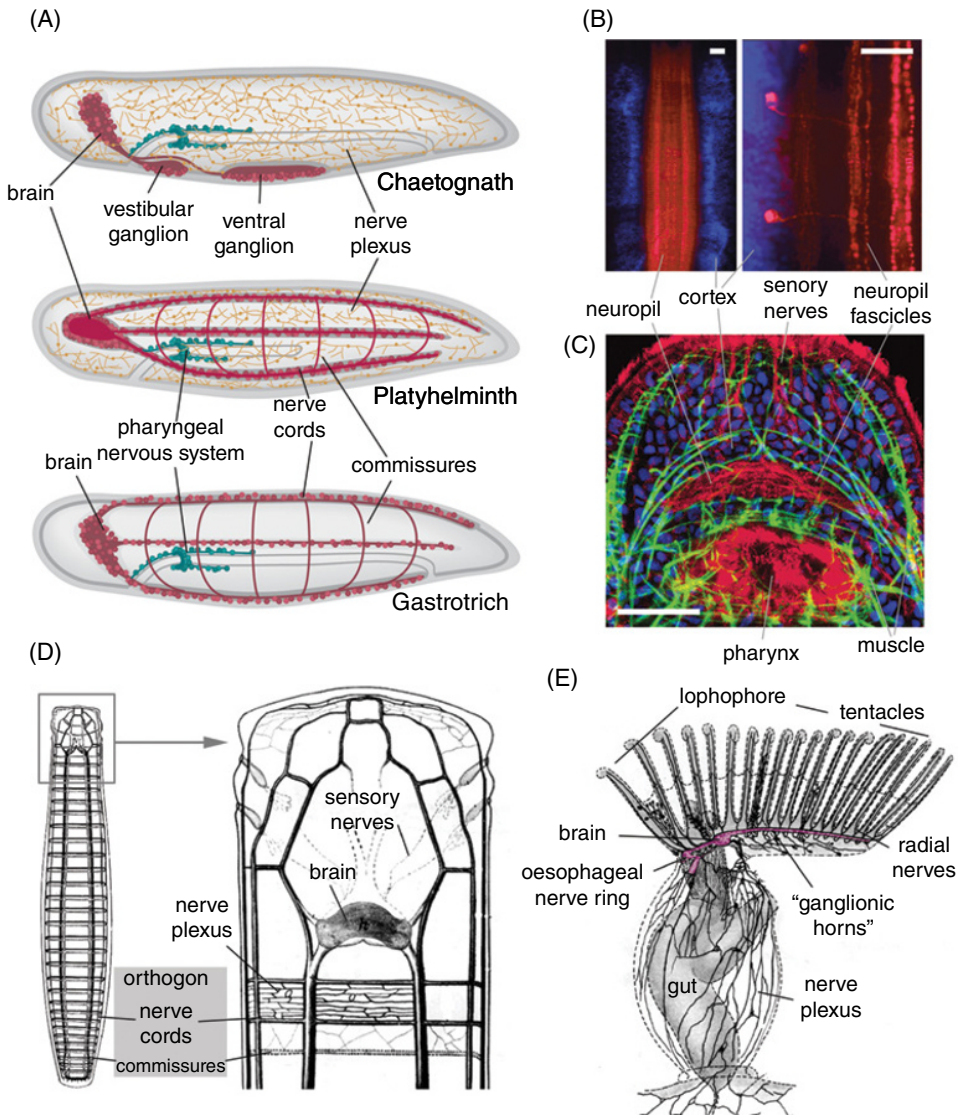 (A)
brain
vestibular
ganglion
ventral
ganglion
Chaetognath
nerve
plexus
Platyhelminth
pharyngeal
nervous system
nerve
cords
brain
commissures
Gastrotrich
(B)
neuropil
cortex
senory
nerves
neuropil
fascicles
(C)
pharynx
muscle
(D)
sensory
nerves
brain
nerve
plexus
orthogon
nerve
cords
commissures
(E)
lophophore
tentacles
brain
oesophageal
nerve ring
radial
nerves
"ganglionic
horns"
gut
nerve
plexus